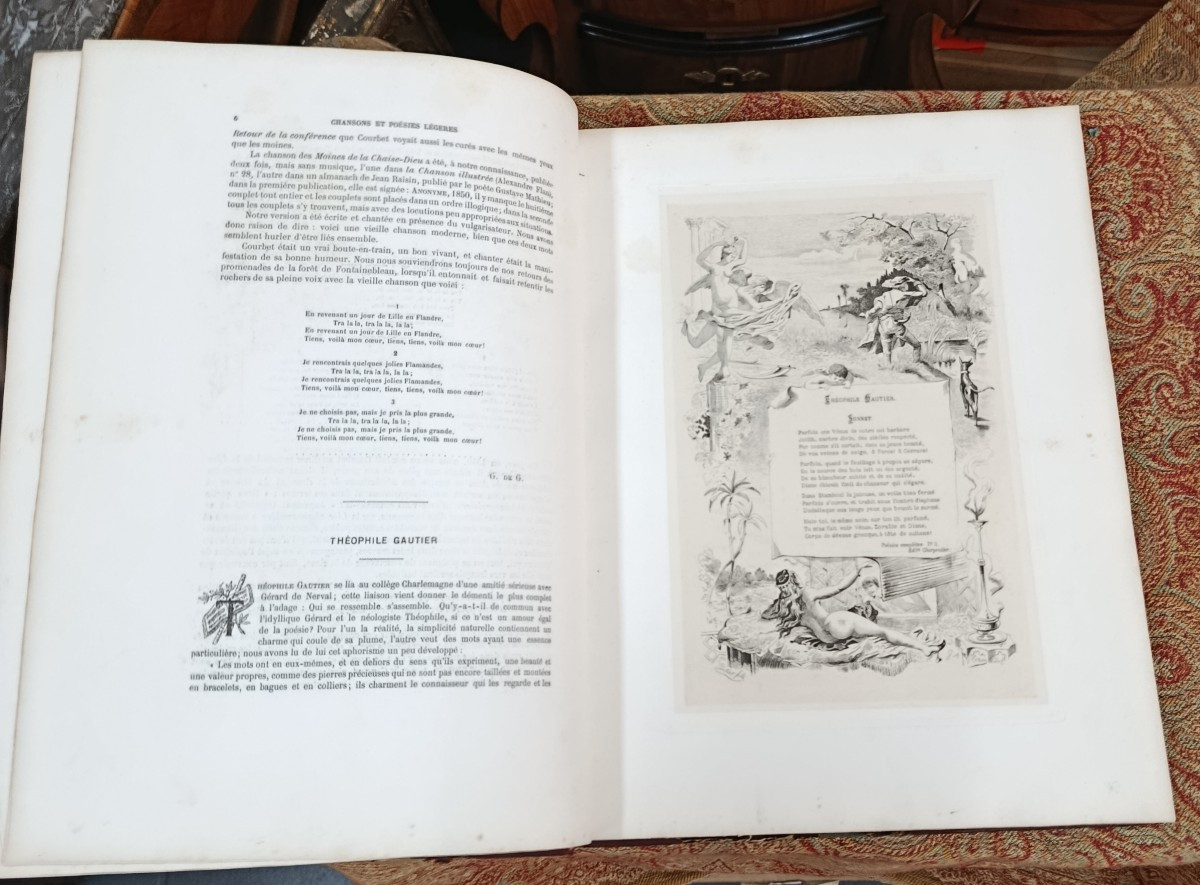 6
CHANSONS ET POÉSIES LÉGÈRES
Retour de la conférence que Courbet voyait aussi les curés avec les mêmes yeux
que les moines.
La chanson des Moines de la Chaise-Dieu a été, à notre connaissance, publiée
deux fois, mais sans musique, l'une dans la Chanson illustrée (Alexandre Flan),
n° 28, l'autre dans un almanach de Jean Raisin, publié par le poète Gustave Mathieu;
dans la première publication, elle est signée : ANONYME, 1850, il y manque le huitième
couplet tout entier et les couplets sont placés dans un ordre illogique; dans la seconde
tous les couplets s'y trouvent, mais avec des locutions peu appropriées aux situations.
Notre version a été écrite et chantée en présence du vulgarisateur. Nous avons
donc raison de dire : voici une vieille chanson moderne, bien que ces deux mots
semblent hurler d'être liés ensemble.
Courbet était un vrai boute-en-train, un bon vivant, et chanter était la mani-
festation de sa bonne humeur. Nous nous souviendrons toujours de nos retours des
promenades de la forêt de Fontainebleau, lorsqu'il entonnait et faisait retentir les
rochers de sa pleine voix avec la vieille chanson que voici :
1
En revenant un jour de Lille en Flandre,
Tra la la, tra la la, la la;
En revenant un jour de Lille en Flandre,
Tiens, voilà mon cœur, tiens, tiens, voilà mon cœur!
2
Je rencontrais quelques jolies Flamandes,
Tra la la, tra la la, la la;
Je rencontrais quelques jolies Flamandes,
Tiens, voilà mon cœur, tiens, tiens, voilà mon cœur!
3
Je ne choisis pas, mais je pris la plus grande,
Tra la la, tra la la, la la;
Je ne choisis pas, mais je pris la plus grande,
Tiens, voilà mon cœur, tiens, tiens, voilà mon cœur!
G. DE G.
THÉOPHILE GAUTIER
THÉOPHILE GAUTIER se lia au collège Charlemagne d'une amitié sérieuse avec
Gérard de Nerval; cette liaison vient donner le démenti le plus complet
à l'adage : Qui se ressemble s'assemble. Qu'y-a-t-il de commun avec
l'idyllique Gérard et le néologiste Théophile, si ce n'est un amour égal
de la poésie? Pour l'un la réalité, la simplicité naturelle contiennent un
charme qui coule de sa plume, l'autre veut des mots ayant une essence
particulière; nous avons lu de lui cet aphorisme un peu développé :
« Les mots ont en eux-mêmes, et en dehors du sens qu'ils expriment, une beauté et
une valeur propres, comme des pierres précieuses qui ne sont pas encore taillées et montées
en bracelets, en bagues et en colliers; ils charment le connaisseur qui les regarde et les
THÉOPHILE GAUTIER.
SONNET
Parfois une Vénus
Parfois, quand le feuillage à propos se sépare,